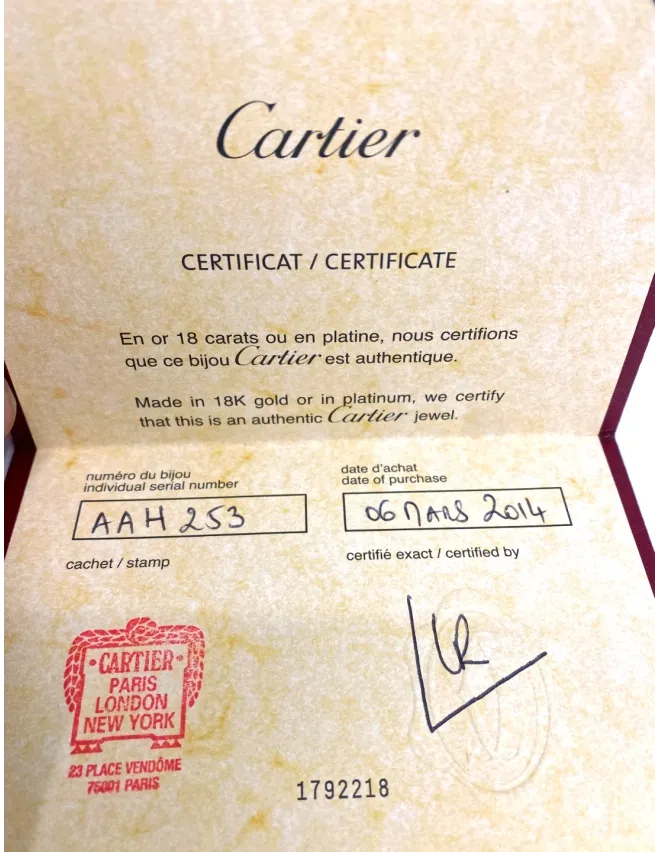 Cartier
CERTIFICAT / CERTIFICATE
En or 18 carats ou en platine, nous certifions
que ce bijou Cartier est authentique.
Made in 18K gold or in platinum, we certify
that this is an authentic Cartier jewel.
numéro du bijou
individual serial number
AAH 253
date d'achat
date of purchase
06 MARS 2014
cachet / stamp
certifié exact / certified by
CARTIER
PARIS
LONDON
NEW YORK
23 PLACE VENDÔME
75001 PARIS
1792218